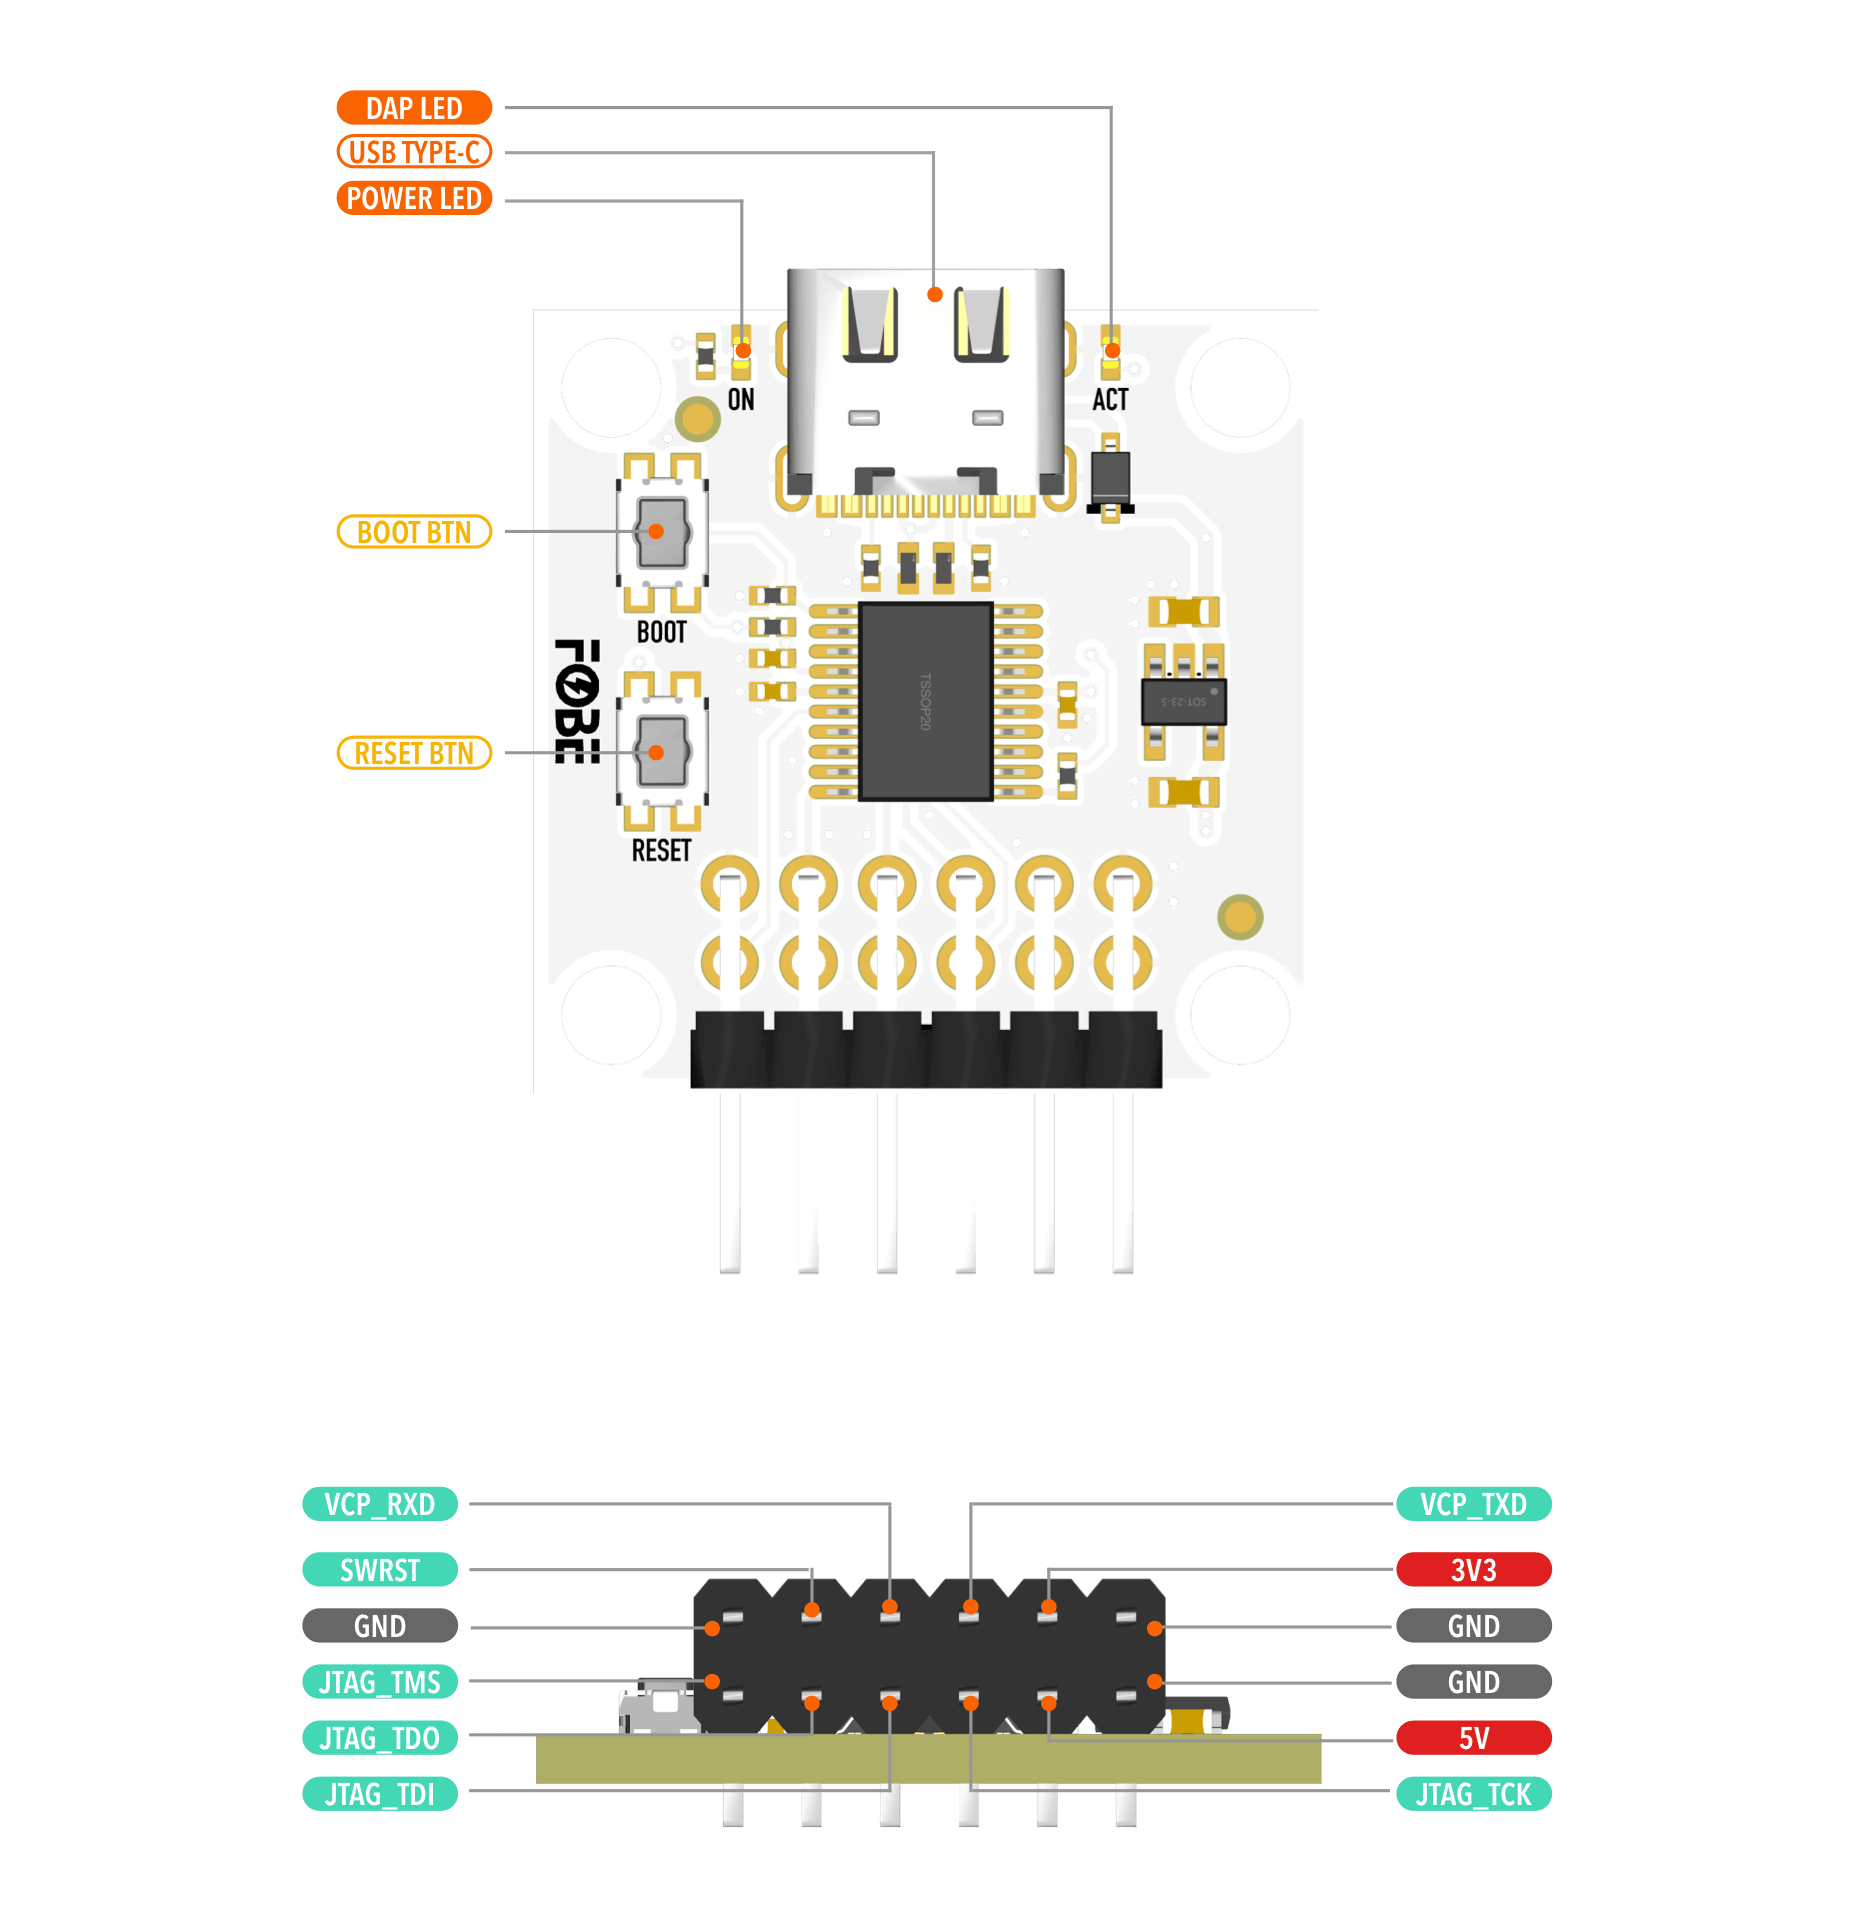 DAP LED
USB TYPE-C
POWER LED
ON
ACT
BOOT BTN
BOOT
FOBE
TSSOP20
SOT-23-5
RESET BTN
RESET
VCP_RXD
VCP_TXD
SWRST
3V3
GND
GND
JTAG_TMS
GND
JTAG_TDO
5V
JTAG_TDI
JTAG_TCK